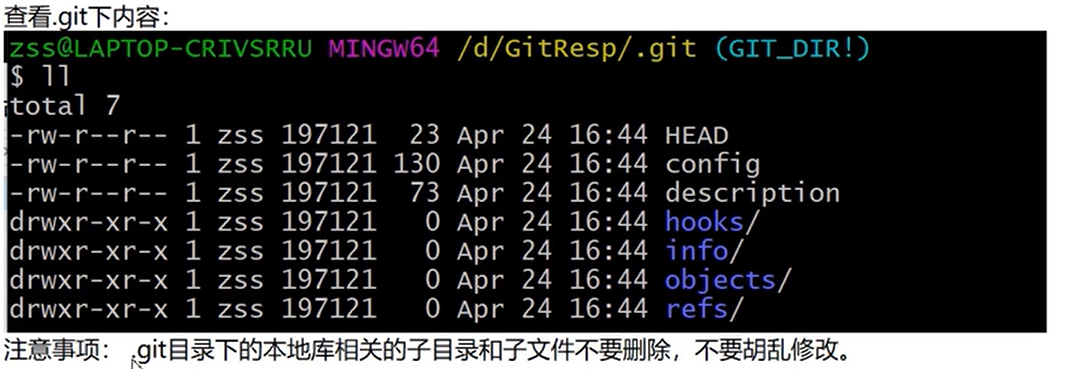 查看.git下内容：
zss@LAPTOP-CRIVSRRU MINGW64 /d/GitResp/.git (GIT_DIR!)
$ ll
total 7
-rw-r--r-- 1 zss 197121  23 Apr 24 16:44 HEAD
-rw-r--r-- 1 zss 197121 130 Apr 24 16:44 config
-rw-r--r-- 1 zss 197121  73 Apr 24 16:44 description
drwxr-xr-x 1 zss 197121   0 Apr 24 16:44 hooks/
drwxr-xr-x 1 zss 197121   0 Apr 24 16:44 info/
drwxr-xr-x 1 zss 197121   0 Apr 24 16:44 objects/
drwxr-xr-x 1 zss 197121   0 Apr 24 16:44 refs/
注意事项： .git目录下的本地库相关的子目录和子文件不要删除，不要胡乱修改。